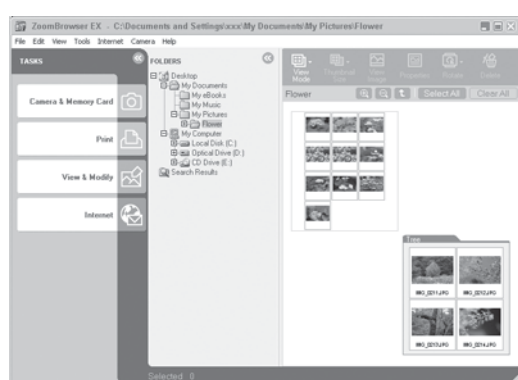 ZoomBrowser EX - C:\Documents and Settings\xxx\My Documents\My Pictures\Flower
File Edit View Tools Internet Camera Help
TASKS
Camera & Memory Card
Print
View & Modify
Internet
FOLDERS
Desktop
My Documents
My eBooks
My Music
My Pictures
Flower
My Computer
Local Disk (C:)
Optical Drive (D:)
CD Drive (E:)
Search Results
View Mode
Thumbnail Size
View Image
Properties
Rotate
Delete
Flower
Select All
Clear All
Tree
IMG_0211.JPG
IMG_0212.JPG
IMG_0213.JPG
IMG_0214.JPG
Selected 0